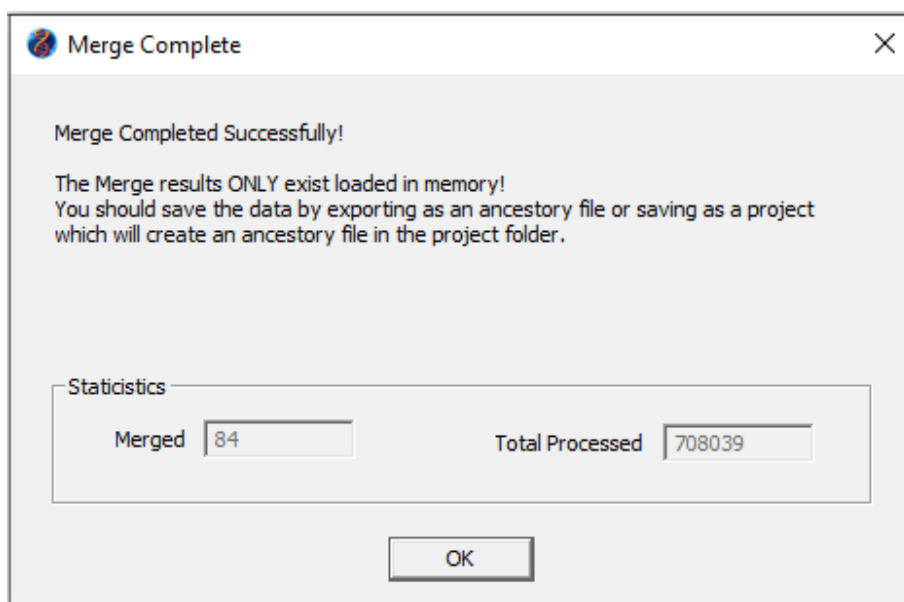 Merge Complete
Merge Completed Successfully!
The Merge results ONLY exist loaded in memory!
You should save the data by exporting as an ancestory file or saving as a project
which will create an ancestory file in the project folder.
Staticistics
Merged 84 Total Processed 708039
OK